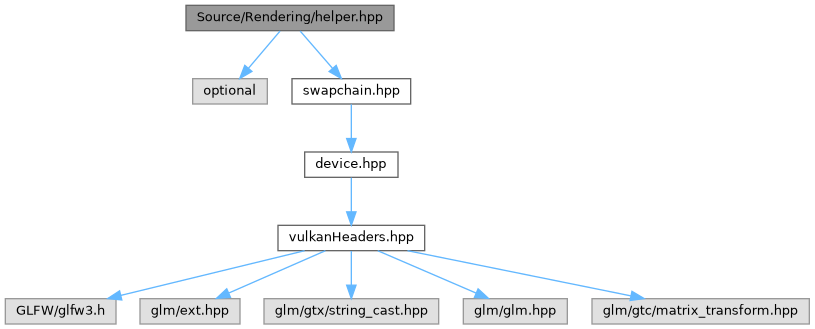 Source/Rendering/helper.hpp
optional
swapchain.hpp
device.hpp
vulkanHeaders.hpp
GLFW/glfw3.h
glm/ext.hpp
glm/gtx/string_cast.hpp
glm/glm.hpp
glm/gtc/matrix_transform.hpp